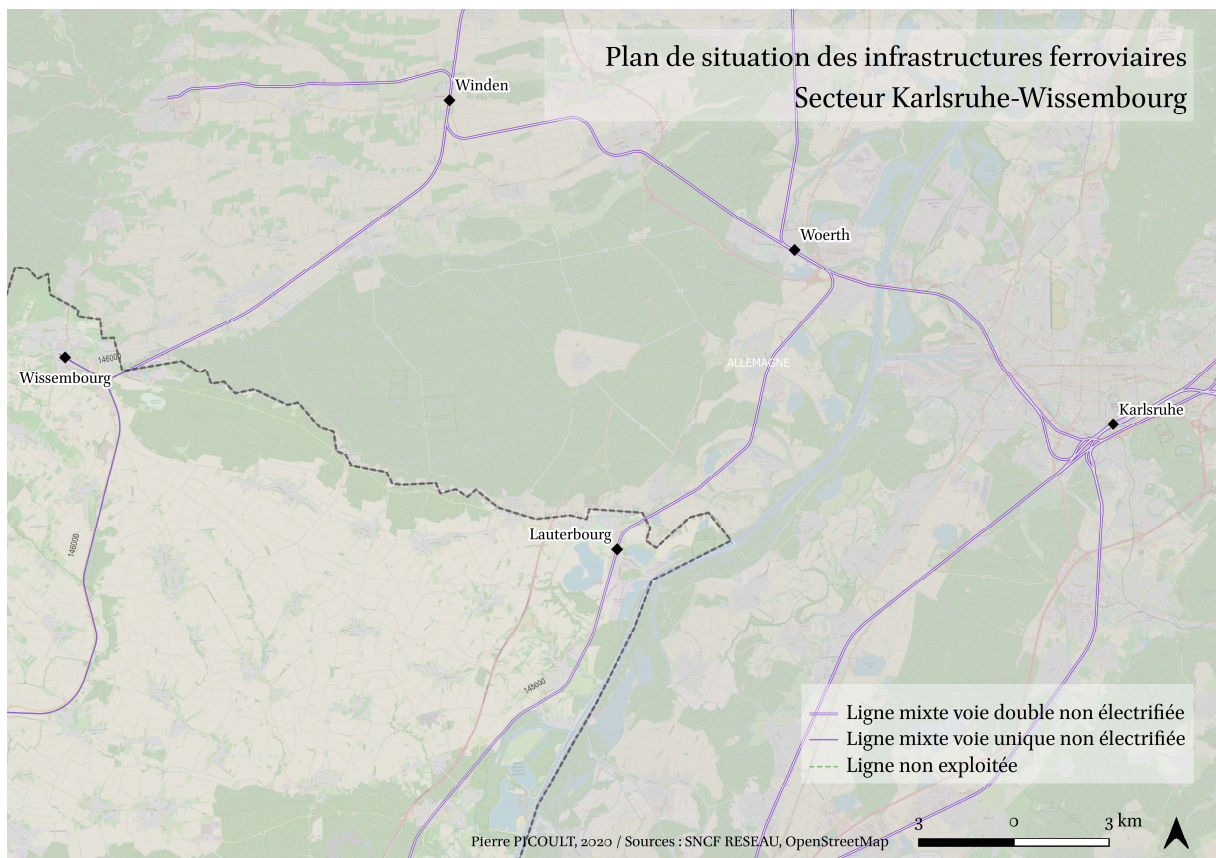 Plan de situation des infrastructures ferroviaires
Secteur Karlsruhe-Wissembourg
Winden
Woerth
146000
Wissembourg
ALLEMAGNE
Karlsruhe
Lauterbourg
146000
145000
Ligne mixte voie double non électrifiée
Ligne mixte voie unique non électrifiée
Ligne non exploitée
3 0 3 km
Pierre PICOULT, 2020 / Sources : SNCF RESEAU, OpenStreetMap